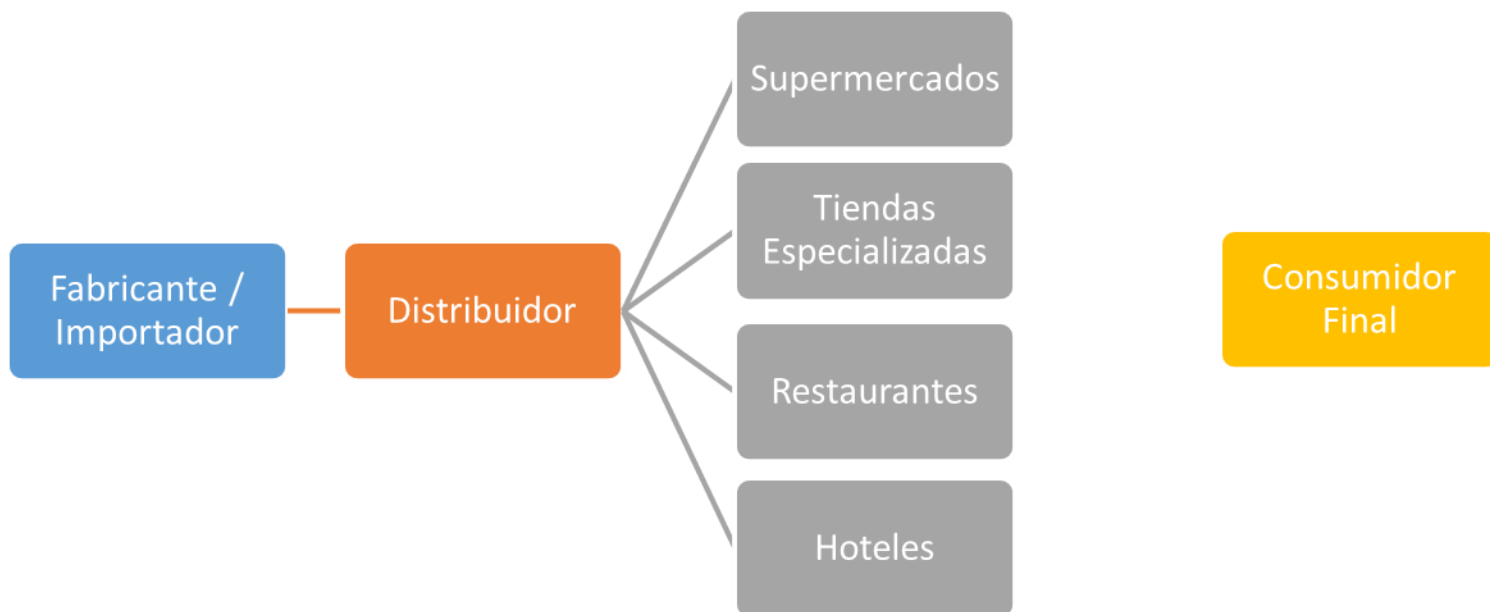 Supermercados
Tiendas
Especializadas
Fabricante /
Importador
Distribuidor
Restaurantes
Hoteles
Consumidor
Final